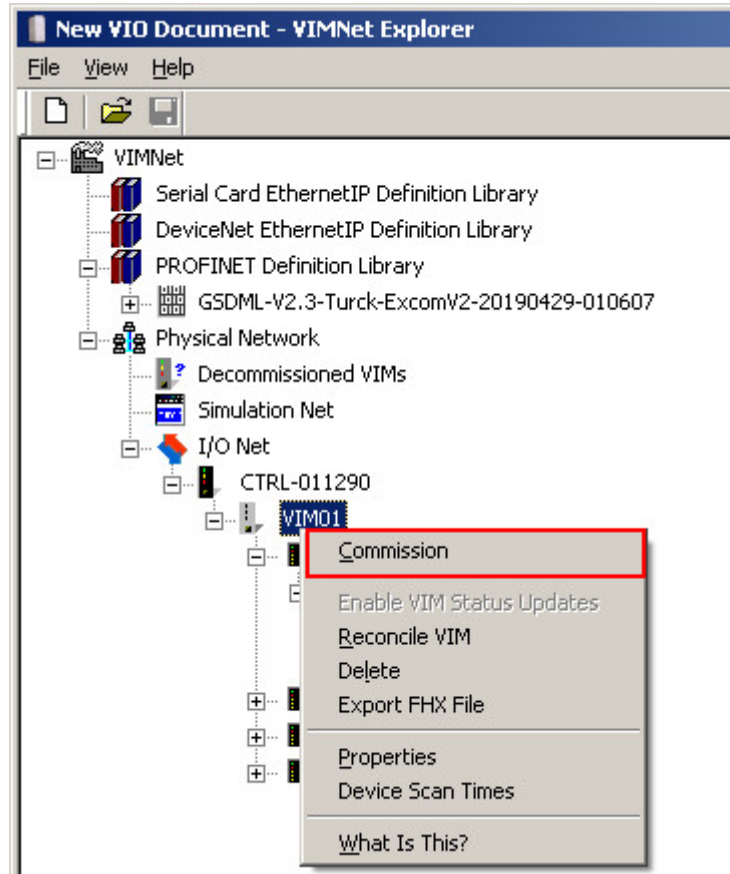 New VIO Document - VIMNet Explorer
File View Help
VIMNet
Serial Card EthernetIP Definition Library
DeviceNet EthernetIP Definition Library
PROFINET Definition Library
GSDML-V2.3-Turck-ExcomV2-20190429-010607
Physical Network
Decommissioned VIMs
Simulation Net
I/O Net
CTRL-011290
VIM01
Commission
Enable VIM Status Updates
Reconcile VIM
Delete
Export FHX File
Properties
Device Scan Times
What Is This?